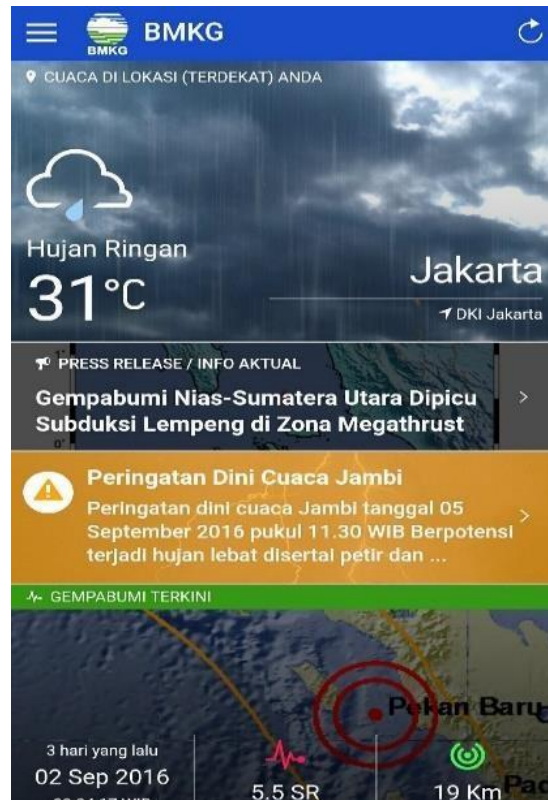 BMKG
BMKG
CUACA DI LOKASI (TERDEKAT) ANDA
Hujan Ringan
31°C
Jakarta
DKI Jakarta
PRESS RELEASE / INFO AKTUAL
Gempabumi Nias-Sumatera Utara Dipicu
Subduksi Lempeng di Zona Megathrust
Peringatan Dini Cuaca Jambi
Peringatan dini cuaca Jambi tanggal 05
September 2016 pukul 11.30 WIB Berpotensi
terjadi hujan lebat disertai petir dan ...
GEMPABUMI TERKINI
Pekan Baru
3 hari yang lalu
02 Sep 2016
5.5 SR
19 Km
Pad
WIB